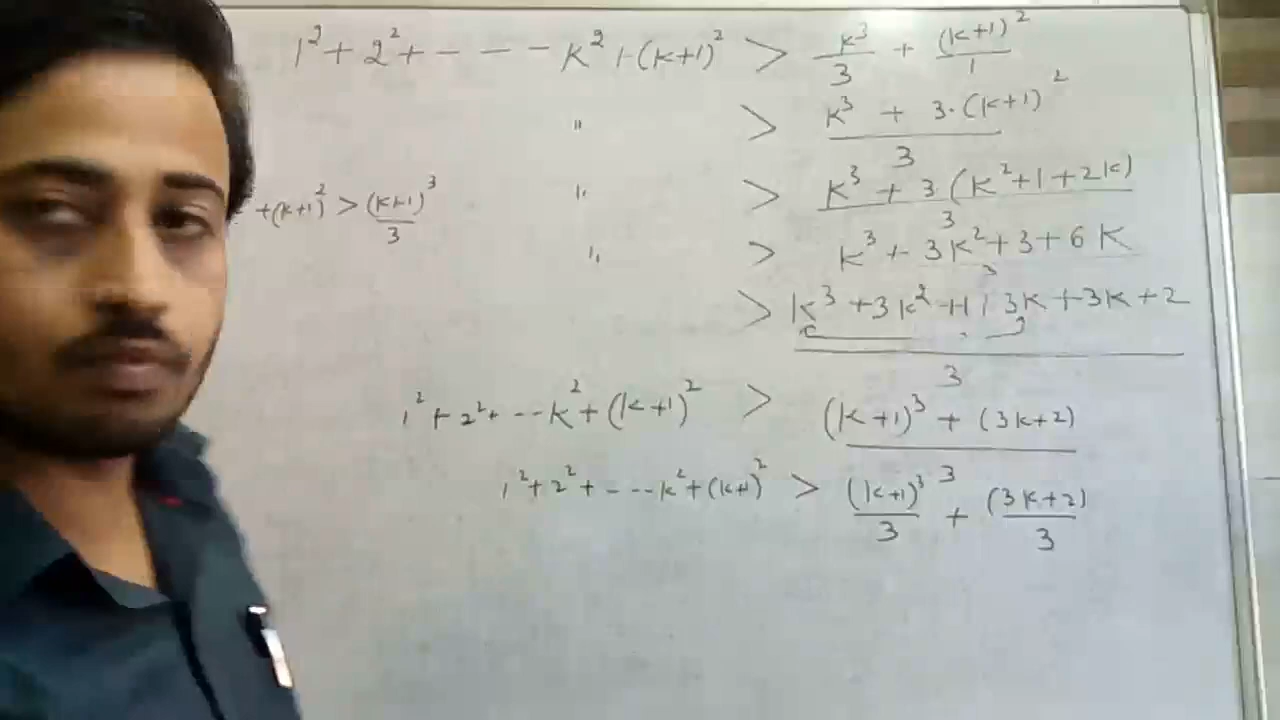 1² + 2² + - - - k² + (k+1)² > k³/3 + (k+1)²/1
" > k³ + 3·(k+1)²/3
+(k+1)² > (k+1)³/3
" > k³ + 3(k²+1+2k)/3
" > k³ + 3k²+3+6k/3
> k³ +3k²+1+3k+3k+2/3
1² + 2² + -- k² + (k+1)² > (k+1)³ + (3k+2)/3
1² + 2² + - -- k² + (k+1)² > (k+1)³/3 + (3k+2)/3